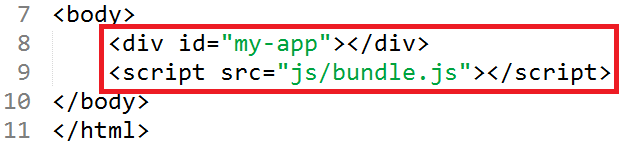 7 <body>
8 <div id="my-app"></div>
9 <script src="js/bundle.js"></script>
10 </body>
11 </html>